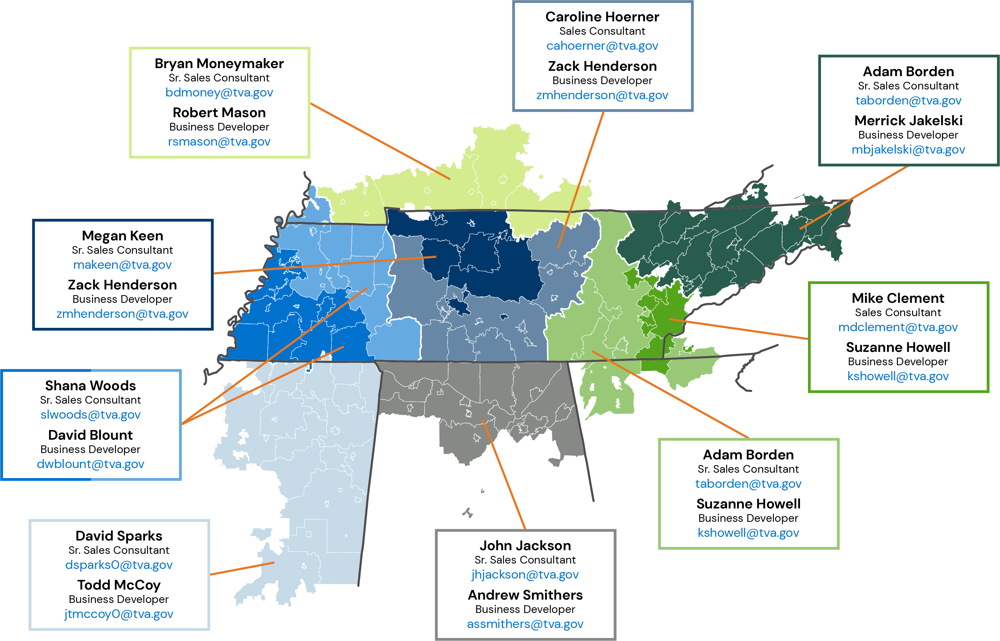 Caroline Hoerner
Sales Consultant
cahoerner@tva.gov
Zack Henderson
Business Developer
zmhenderson@tva.gov
Bryan Moneymaker
Sr. Sales Consultant
bdmoney@tva.gov
Robert Mason
Business Developer
rsmason@tva.gov
Adam Borden
Sr. Sales Consultant
taborden@tva.gov
Merrick Jakelski
Business Developer
mbjakelski@tva.gov
Megan Keen
Sr. Sales Consultant
makeen@tva.gov
Zack Henderson
Business Developer
zmhenderson@tva.gov
Mike Clement
Sales Consultant
mdclement@tva.gov
Suzanne Howell
Business Developer
kshowell@tva.gov
Shana Woods
Sr. Sales Consultant
slwoods@tva.gov
David Blount
Business Developer
dwblount@tva.gov
Adam Borden
Sr. Sales Consultant
taborden@tva.gov
Suzanne Howell
Business Developer
kshowell@tva.gov
David Sparks
Sr. Sales Consultant
dsparks0@tva.gov
Todd McCoy
Business Developer
jtmccoy0@tva.gov
John Jackson
Sr. Sales Consultant
jhjackson@tva.gov
Andrew Smithers
Business Developer
assmithers@tva.gov